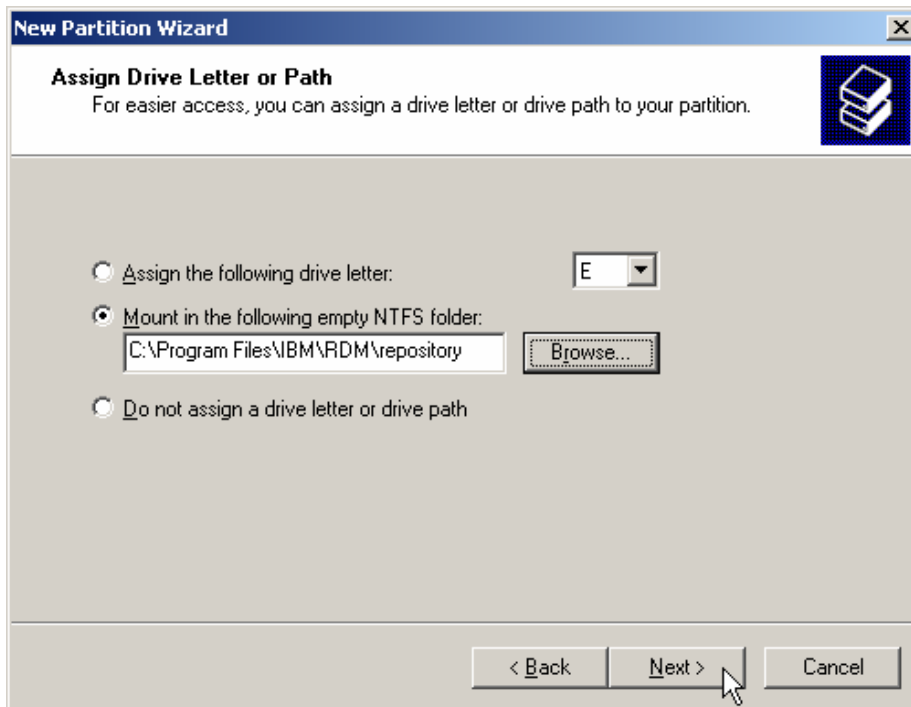 New Partition Wizard
Assign Drive Letter or Path
For easier access, you can assign a drive letter or drive path to your partition.
Assign the following drive letter: E
Mount in the following empty NTFS folder:
C:\Program Files\IBM\RDM\repository Browse...
Do not assign a drive letter or drive path
< Back Next > Cancel